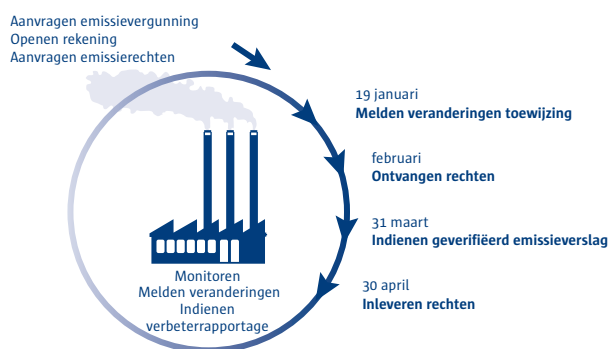 Aanvragen emissievergunning
Openen rekening
Aanvragen emissierechten
19 januari
Melden veranderingen toewijzing
februari
Ontvangen rechten
31 maart
Indienen geverifiëerd emissieverslag
30 april
Inleveren rechten
Monitoren
Melden veranderingen
Indienen
verbeterrapportage